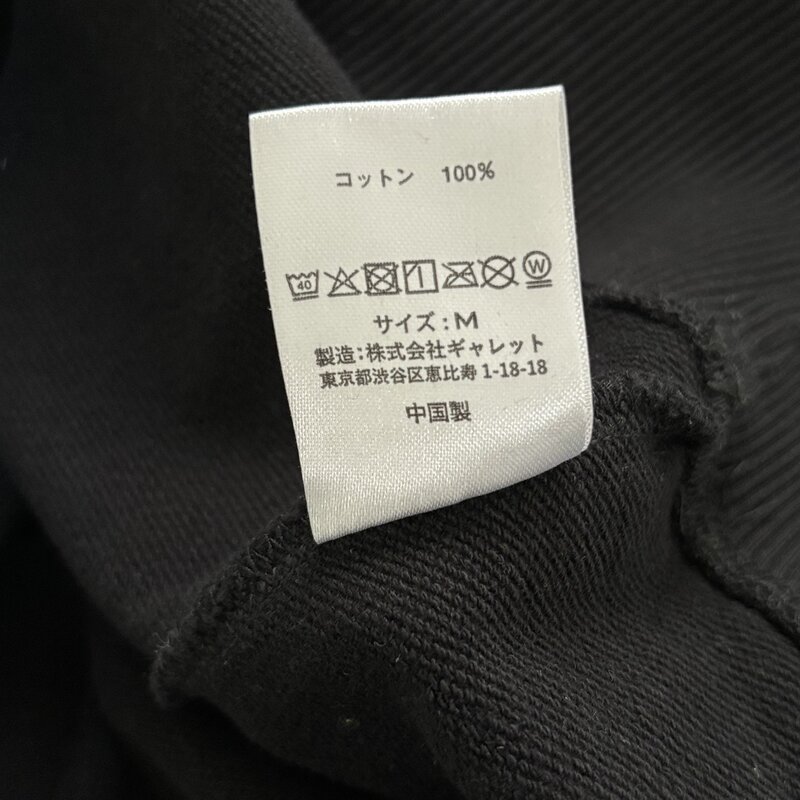 コットン 100%
40 W
サイズ : M
製造:株式会社ギャレット
東京都渋谷区恵比寿 1-18-18
中国製